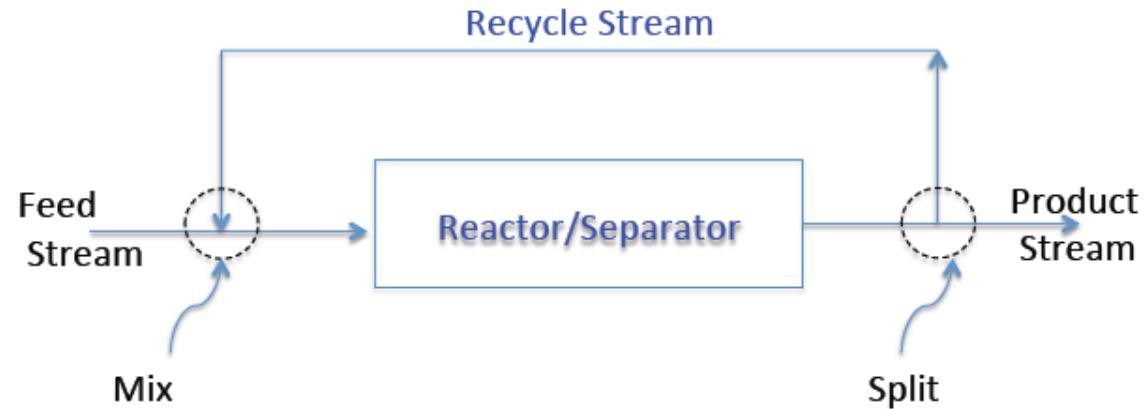 Recycle Stream
Feed
Stream
Reactor/Separator
Product
Stream
Mix
Split